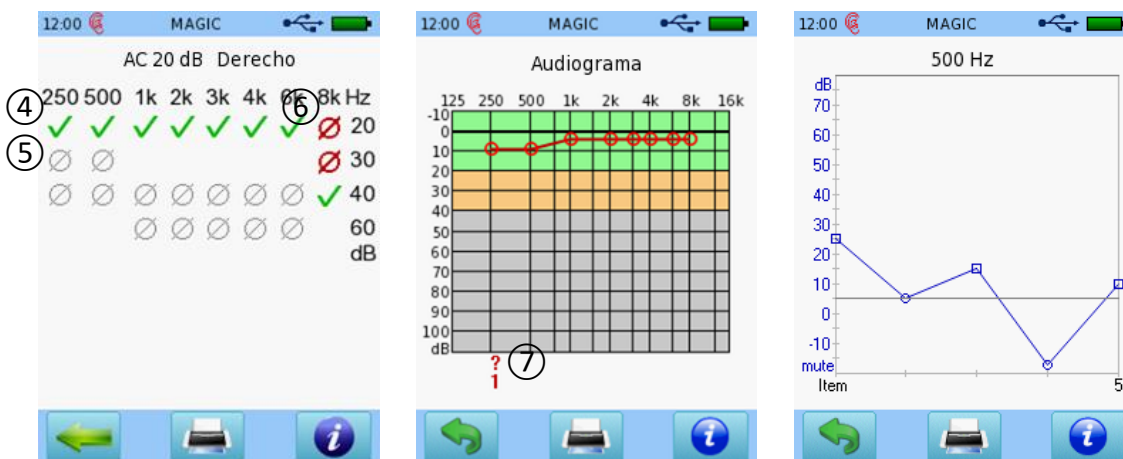 12:00 MAGIC
AC 20 dB Derecho
④ 250 500 1k 2k 3k 4k 6k ⑥ 8k Hz
20
⑤ 30
40
60
dB
12:00 MAGIC
Audiograma
125 250 500 1k 2k 4k 8k 16k
-10
0
10
20
30
40
50
60
70
80
90
100
dB
? ⑦
1
12:00 MAGIC
500 Hz
dB
70
60
50
40
30
20
10
0
-10
mute
Item 5